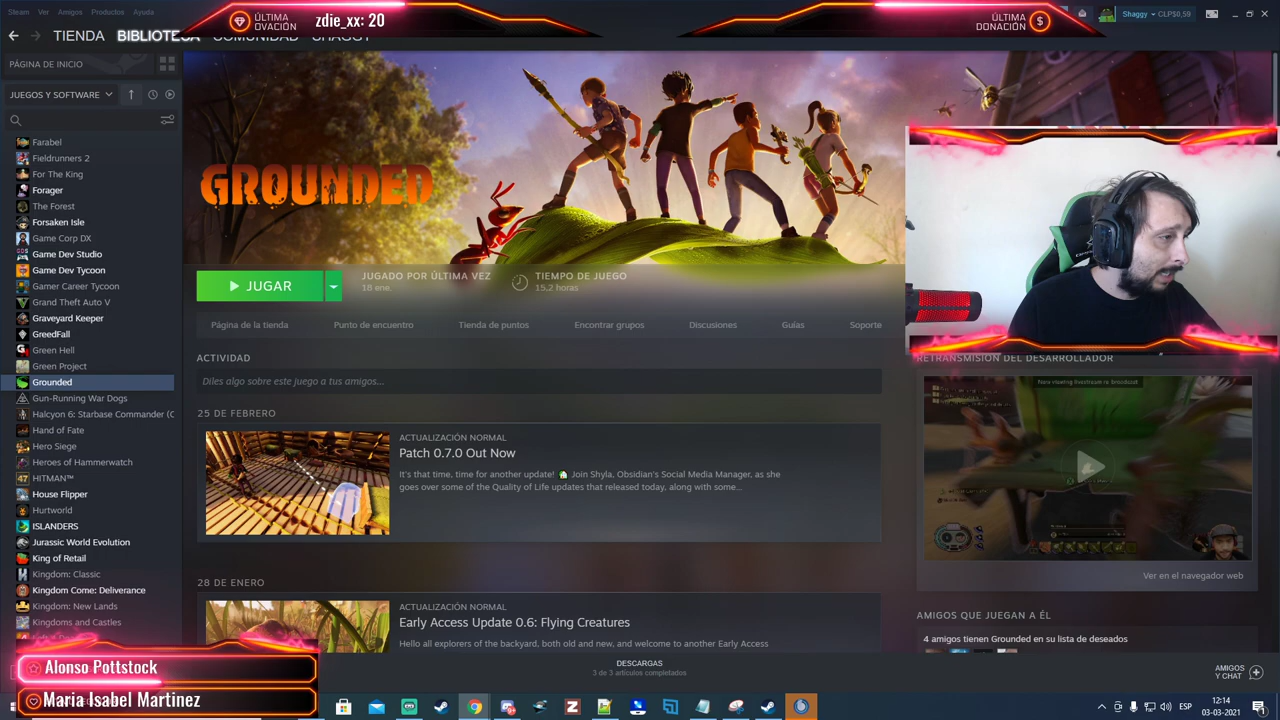 Steam Ver Amigos Productos Ayuda
ÚLTIMA OVACIÓN
zdie_xx: 20
ÚLTIMA DONACIÓN
Shaggy CLP$0,59
TIENDA BIBLIOTECA COMUNIDAD SHAGGY
PÁGINA DE INICIO
JUEGOS Y SOFTWARE
Farabel
Fieldrunners 2
For The King
Forager
The Forest
Forsaken Isle
Game Corp DX
Game Dev Studio
Game Dev Tycoon
Gamer Career Tycoon
Grand Theft Auto V
Graveyard Keeper
GreedFall
Green Hell
Green Project
Grounded
Gun-Running War Dogs
Halcyon 6: Starbase Commander (C
Hand of Fate
Hero Siege
Heroes of Hammerwatch
HITMAN™
House Flipper
Hurtworld
ISLANDERS
Jurassic World Evolution
King of Retail
Kingdom: Classic
Kingdom Come: Deliverance
Kingdom: New Lands
Kingdoms and Castles
Alonso Pottstock
Maria Isabel Martinez
GROUNDED
JUGAR
JUGADO POR ÚLTIMA VEZ
18 ene.
TIEMPO DE JUEGO
15,2 horas
Página de la tienda Punto de encuentro Tienda de puntos Encontrar grupos Discusiones Guías Soporte
ACTIVIDAD
Diles algo sobre este juego a tus amigos...
25 DE FEBRERO
ACTUALIZACIÓN NORMAL
Patch 0.7.0 Out Now
It's that time, time for another update! Join Shyla, Obsidian's Social Media Manager, as she
goes over some of the Quality of Life updates that released today, along with some...
28 DE ENERO
ACTUALIZACIÓN NORMAL
Early Access Update 0.6: Flying Creatures
Hello all explorers of the backyard, both old and new, and welcome to another Early Access
RETRANSMISIÓN DEL DESARROLLADOR
Ver en el navegador web
AMIGOS QUE JUEGAN A ÉL
4 amigos tienen Grounded en su lista de deseados
DESCARGAS
3 de 3 artículos completados
AMIGOS
Y CHAT
ESP
12:14
03-03-2021